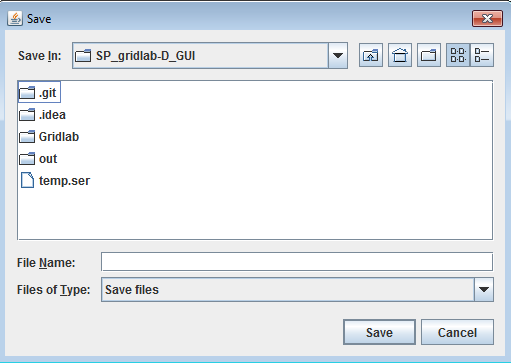 Save
Save In: SP_gridlab-D_GUI
.git
.idea
Gridlab
out
temp.ser
File Name:
Files of Type: Save files
Save Cancel